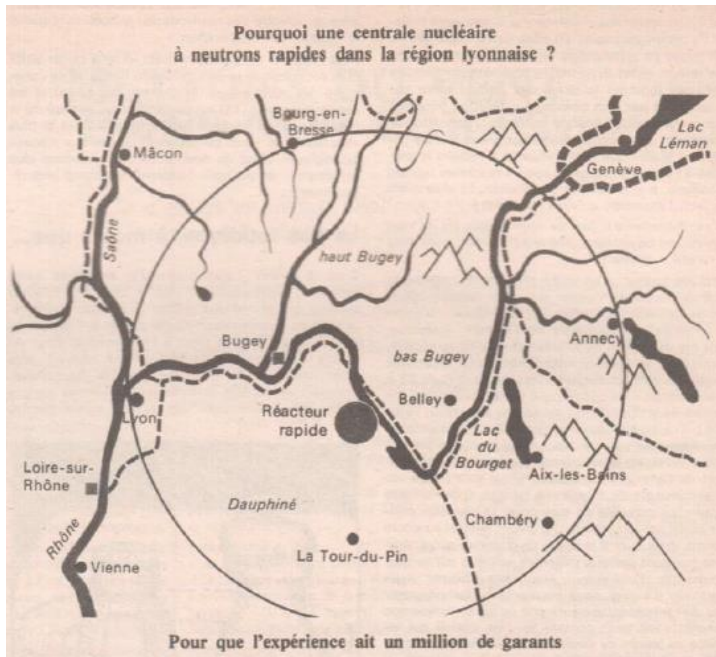 Pourquoi une centrale nucléaire
à neutrons rapides dans la région lyonnaise ?
Bourg-en-
Bresse
Lac
Léman
Mâcon
Genève
Saône
haut Bugey
Bugey
bas Bugey
Annecy
Belley
Lyon
Réacteur
rapide
Lac
du
Bourget
Loire-sur-
Rhône
Aix-les-Bains
Dauphiné
Chambéry
Rhône
La Tour-du-Pin
Vienne
Pour que l'expérience ait un million de garants